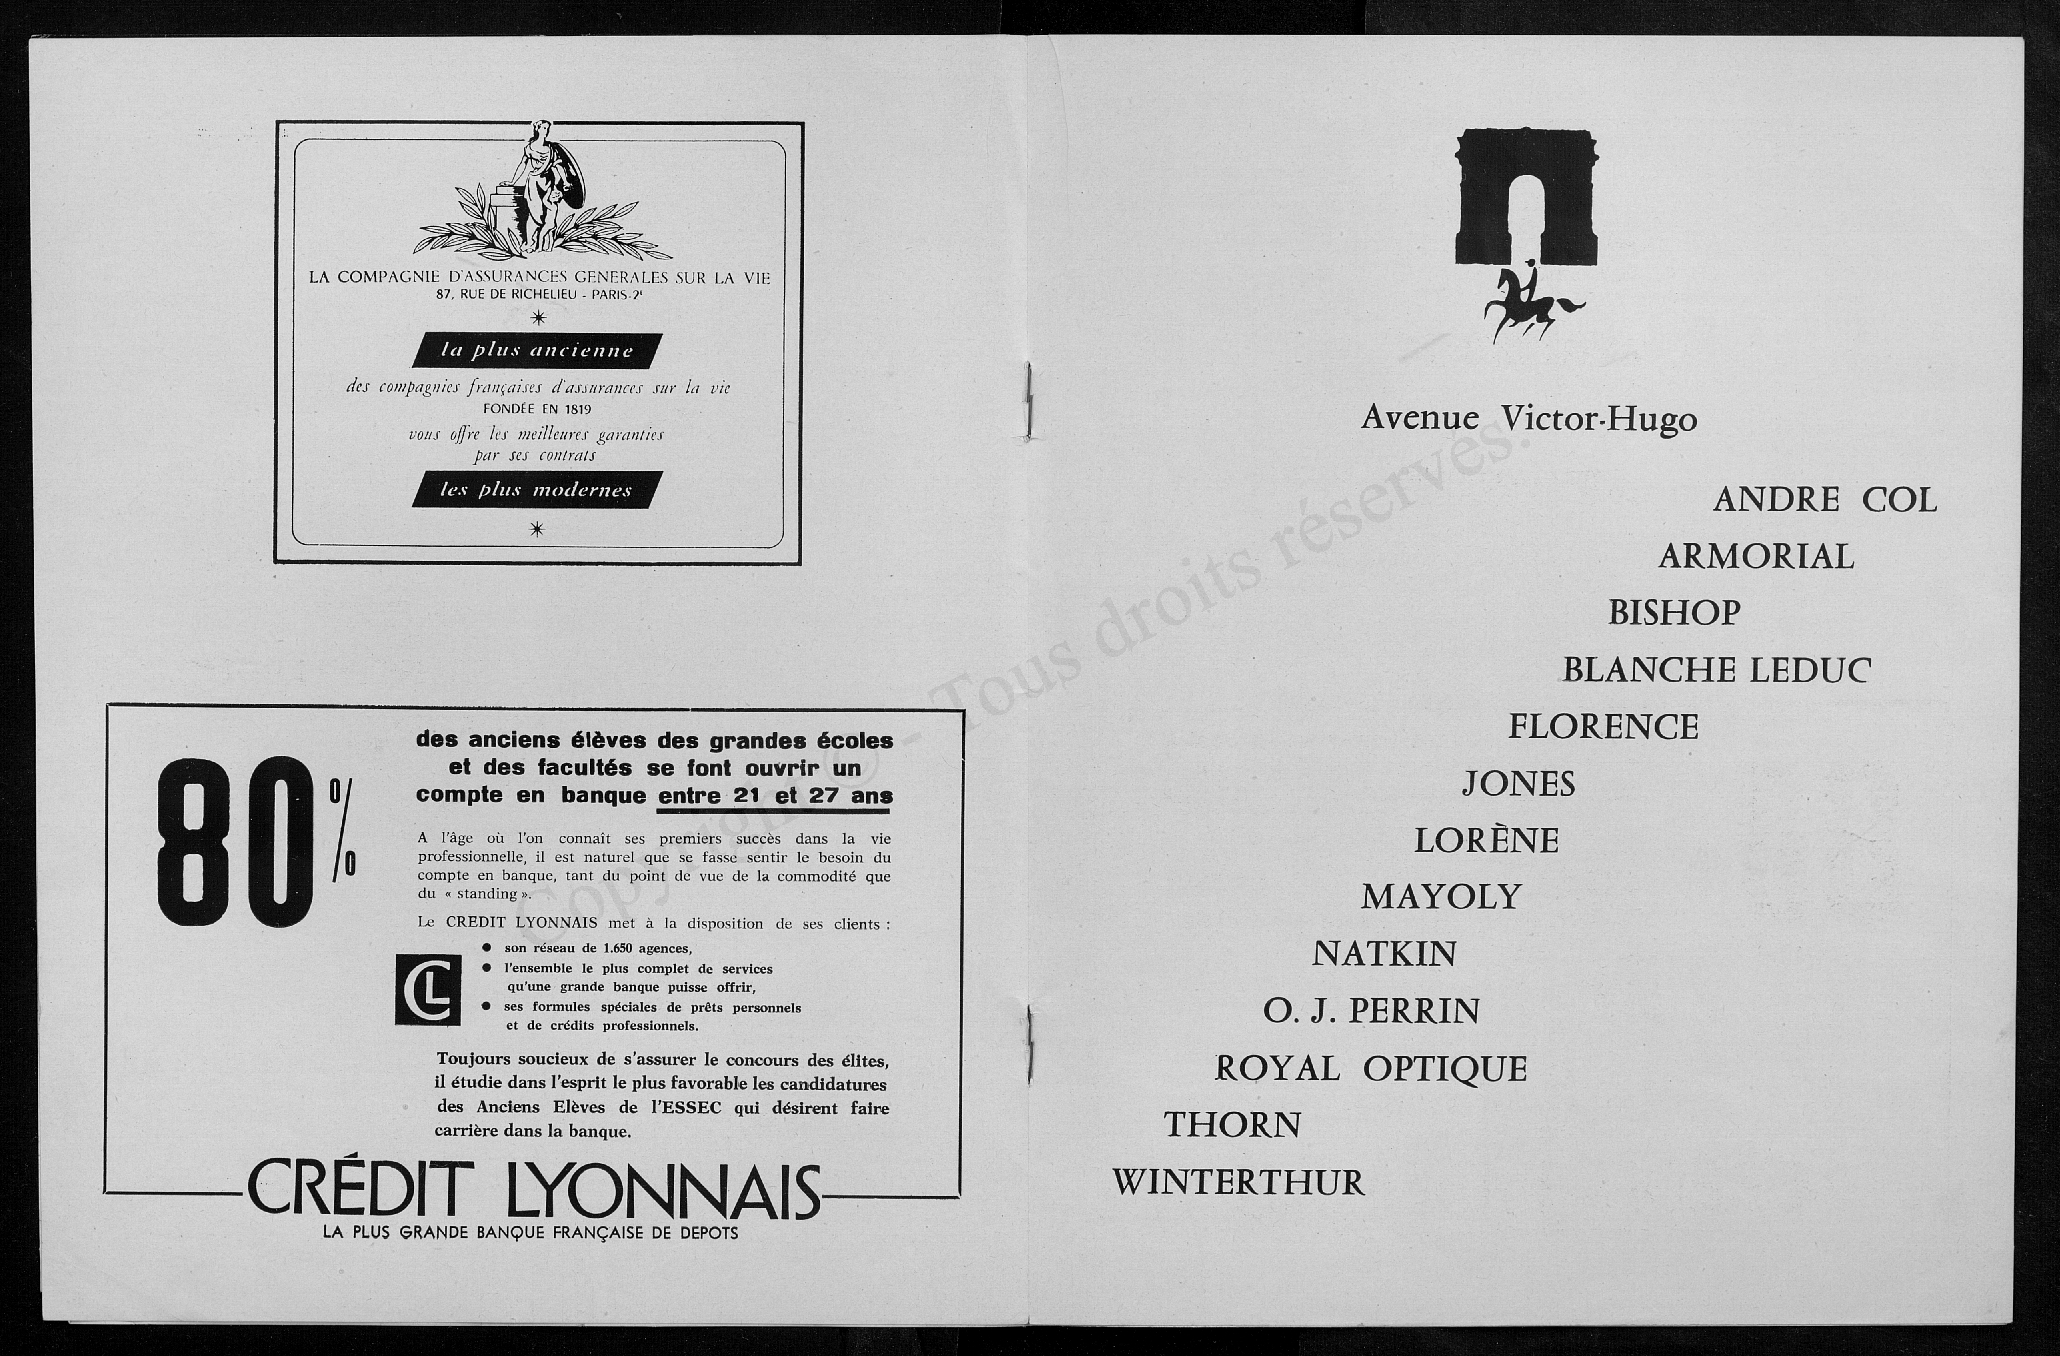 LA COMPAGNIE D'ASSURANCES GENERALES SUR LA VIE
87, RUE DE RICHELIEU - PARIS-2e
la plus ancienne
des compagnies françaises d'assurances sur la vie
FONDÉE EN 1819
vous offre les meilleures garanties
par ses contrats
les plus modernes
80%
des anciens élèves des grandes écoles
et des facultés se font ouvrir un
compte en banque entre 21 et 27 ans
A l'âge où l'on connaît ses premiers succès dans la vie
professionnelle, il est naturel que se fasse sentir le besoin du
compte en banque, tant du point de vue de la commodité que
du « standing ».
Le CREDIT LYONNAIS met à la disposition de ses clients :
● son réseau de 1.650 agences,
● l'ensemble le plus complet de services
qu'une grande banque puisse offrir,
● ses formules spéciales de prêts personnels
et de crédits professionnels.
CL
Toujours soucieux de s'assurer le concours des élites,
il étudie dans l'esprit le plus favorable les candidatures
des Anciens Elèves de l'ESSEC qui désirent faire
carrière dans la banque.
CRÉDIT LYONNAIS
LA PLUS GRANDE BANQUE FRANÇAISE DE DEPOTS
Avenue Victor-Hugo
ANDRE COL
ARMORIAL
BISHOP
BLANCHE LEDUC
FLORENCE
JONES
LORÈNE
MAYOLY
NATKIN
O. J. PERRIN
ROYAL OPTIQUE
THORN
WINTERTHUR
Copyright © - Tous droits réservés. -